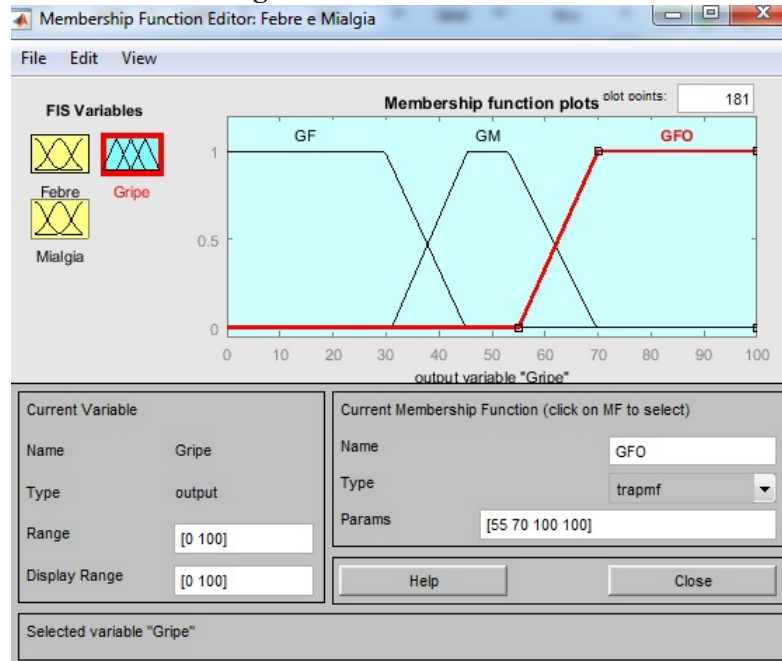 Membership Function Editor: Febre e Mialgia
File Edit View
FIS Variables
Membership function plots
plot points:
181
GF
GM
GFO
Febre
Gripe
Mialgia
1
0.5
0
0 10 20 30 40 50 60 70 80 90 100
output variable "Gripe"
Current Variable
Name Gripe
Type output
Range [0 100]
Display Range [0 100]
Current Membership Function (click on MF to select)
Name GFO
Type trapmf
Params [55 70 100 100]
Help Close
Selected variable "Gripe"